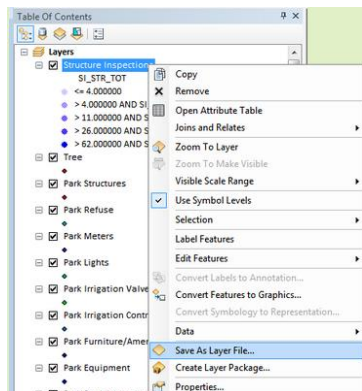 Table Of Contents
Layers
Structure Inspections
SI_STR_TOT
<= 4.000000
> 4.000000 AND SI_
> 11.000000 AND S
> 26.000000 AND S
> 62.000000 AND S
Tree
Park Structures
Park Refuse
Park Meters
Park Lights
Park Irrigation Valve
Park Irrigation Contr
Park Furniture/Amer
Park Equipment
Copy
Remove
Open Attribute Table
Joins and Relates
Zoom To Layer
Zoom To Make Visible
Visible Scale Range
Use Symbol Levels
Selection
Label Features
Edit Features
Convert Labels to Annotation...
Convert Features to Graphics...
Convert Symbology to Representation...
Data
Save As Layer File...
Create Layer Package...
Properties...